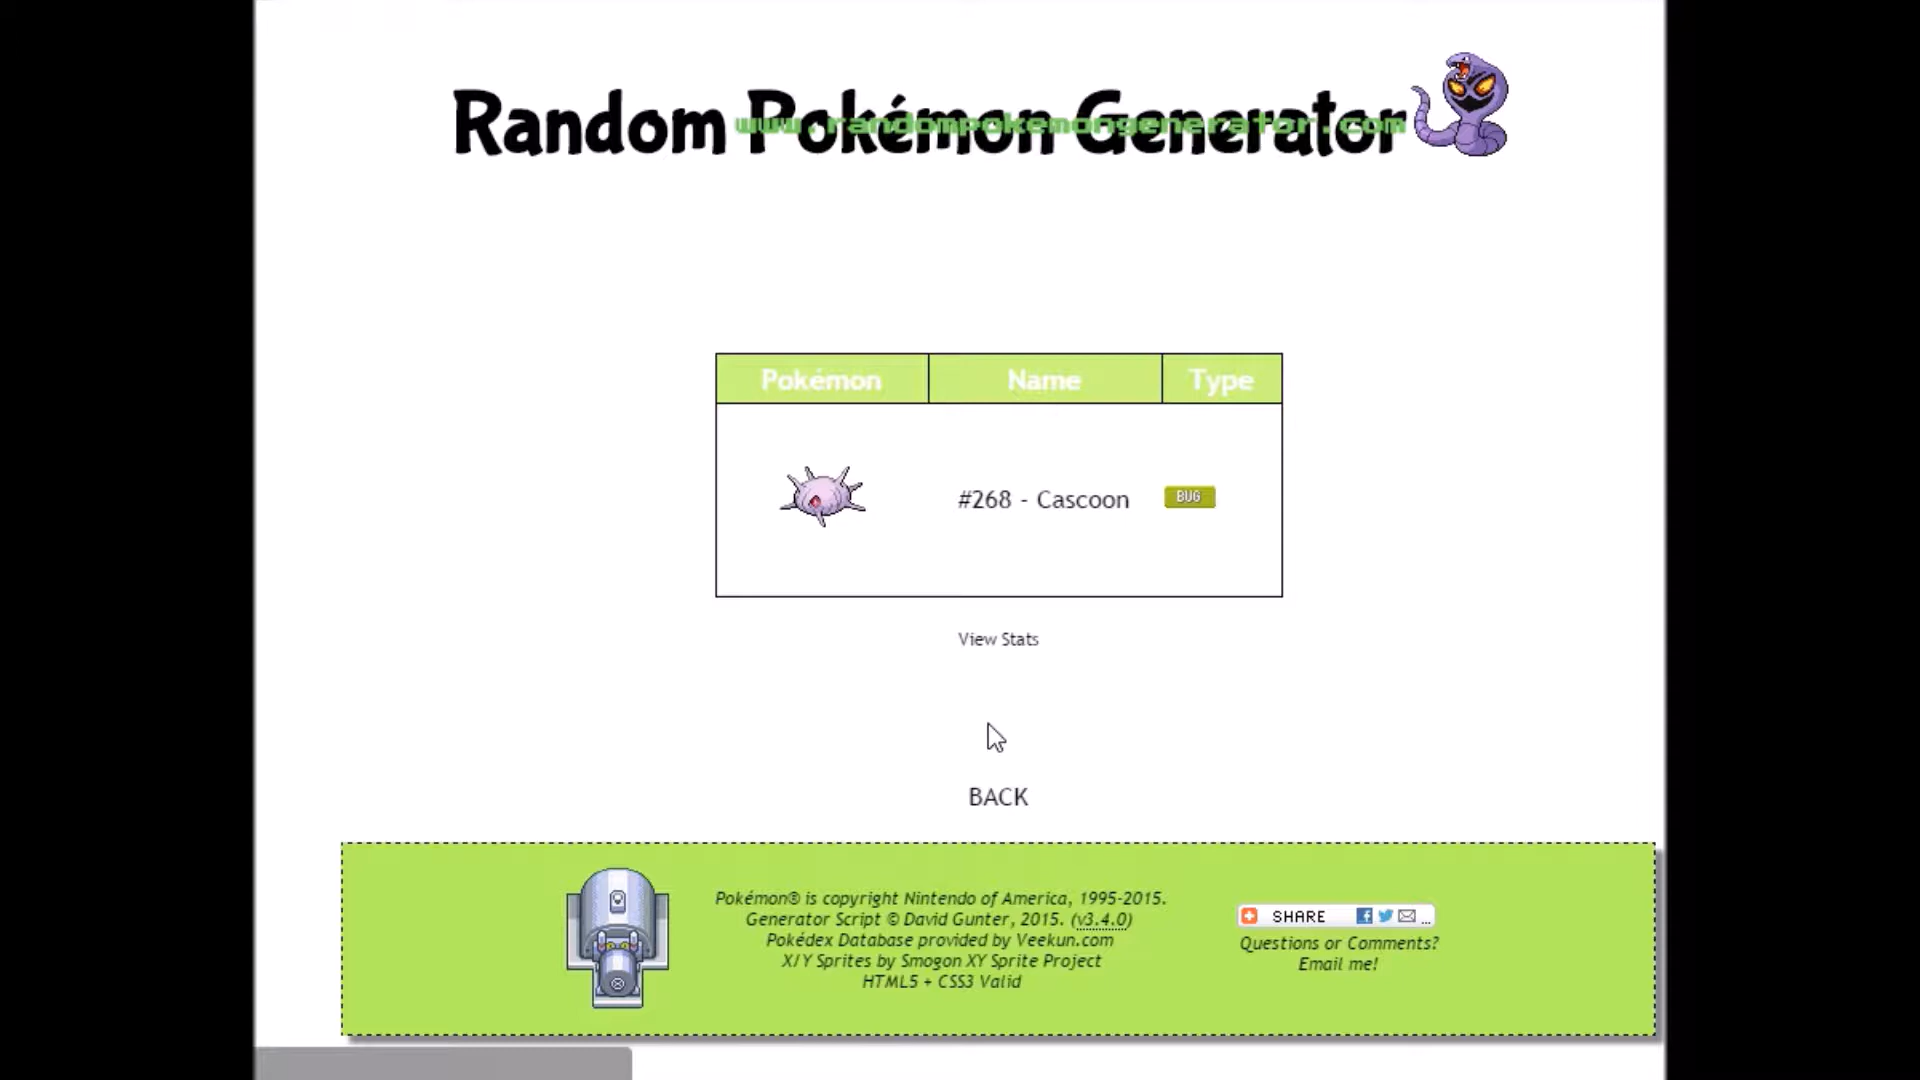 Random Pokémon Generator
www.randompokemongenerator.com
Pokémon Name Type
#268 - Cascoon BUG
View Stats
BACK
Pokémon® is copyright Nintendo of America, 1995-2015.
Generator Script © David Gunter, 2015. (v3.4.0)
Pokédex Database provided by Veekun.com
X/Y Sprites by Smogon XY Sprite Project
HTML5 + CSS3 Valid
SHARE ...
Questions or Comments?
Email me!